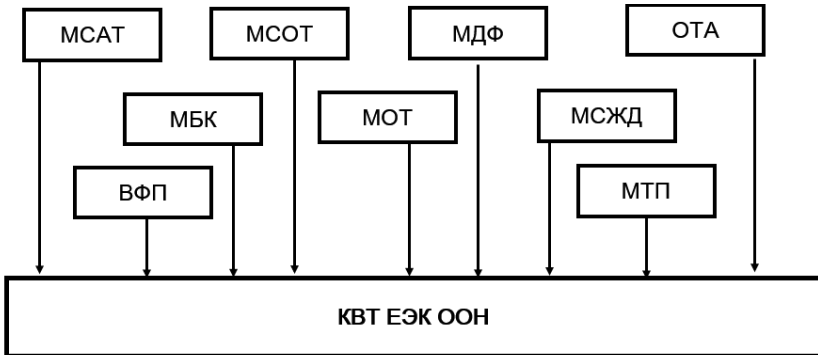 МСАТ
МСОТ
МДФ
ОТА
МБК
МОТ
МСЖД
ВФП
МТП
КВТ ЕЭК ООН